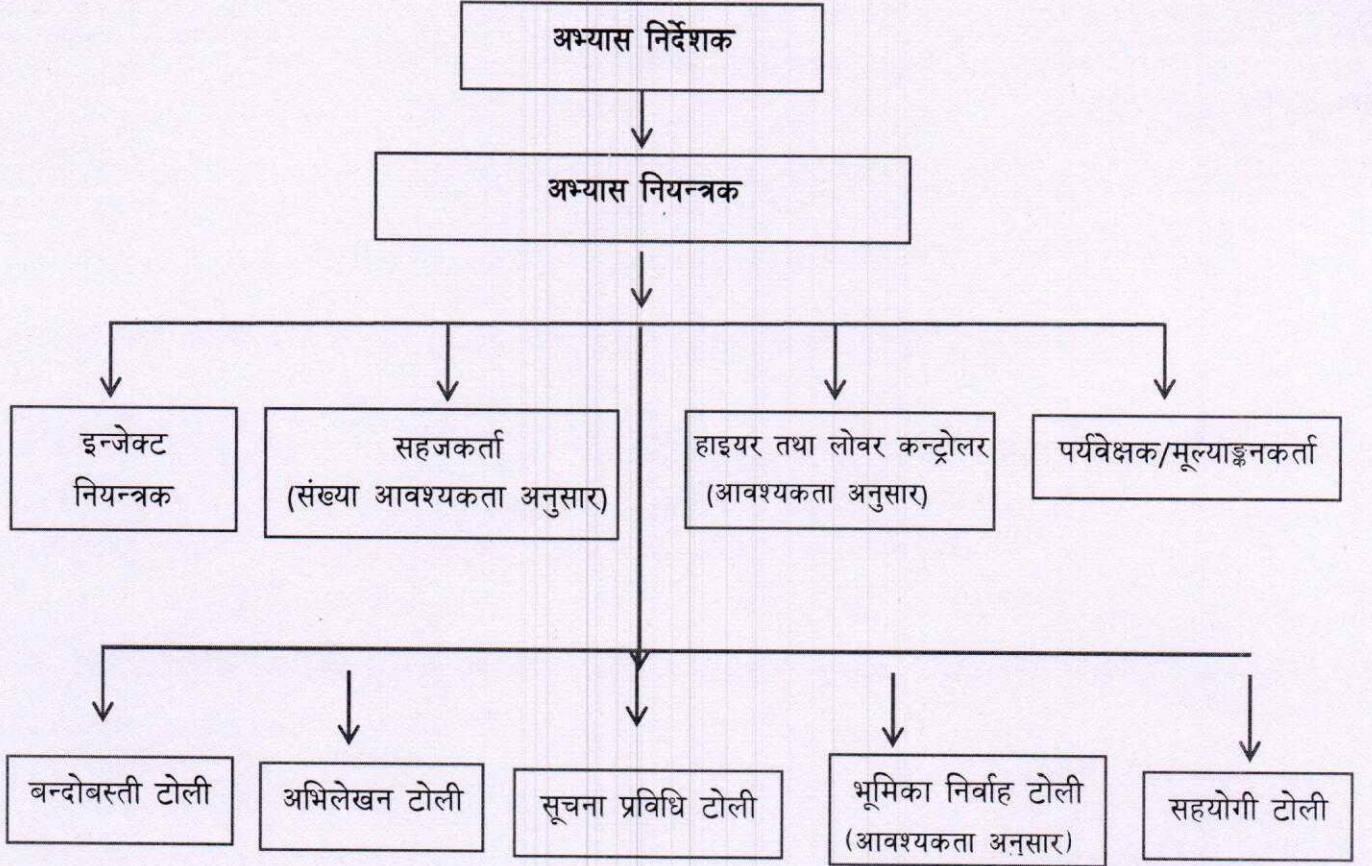 अभ्यास निर्देशक
अभ्यास नियन्त्रक
इन्जेक्ट
नियन्त्रक
सहजकर्ता
(संख्या आवश्यकता अनुसार)
हाइयर तथा लोवर कन्ट्रोलर
(आवश्यकता अनुसार)
पर्यवेक्षक/मूल्याङ्कनकर्ता
बन्दोबस्ती टोली
अभिलेखन टोली
सूचना प्रविधि टोली
भूमिका निर्वाह टोली
(आवश्यकता अनुसार)
सहयोगी टोली